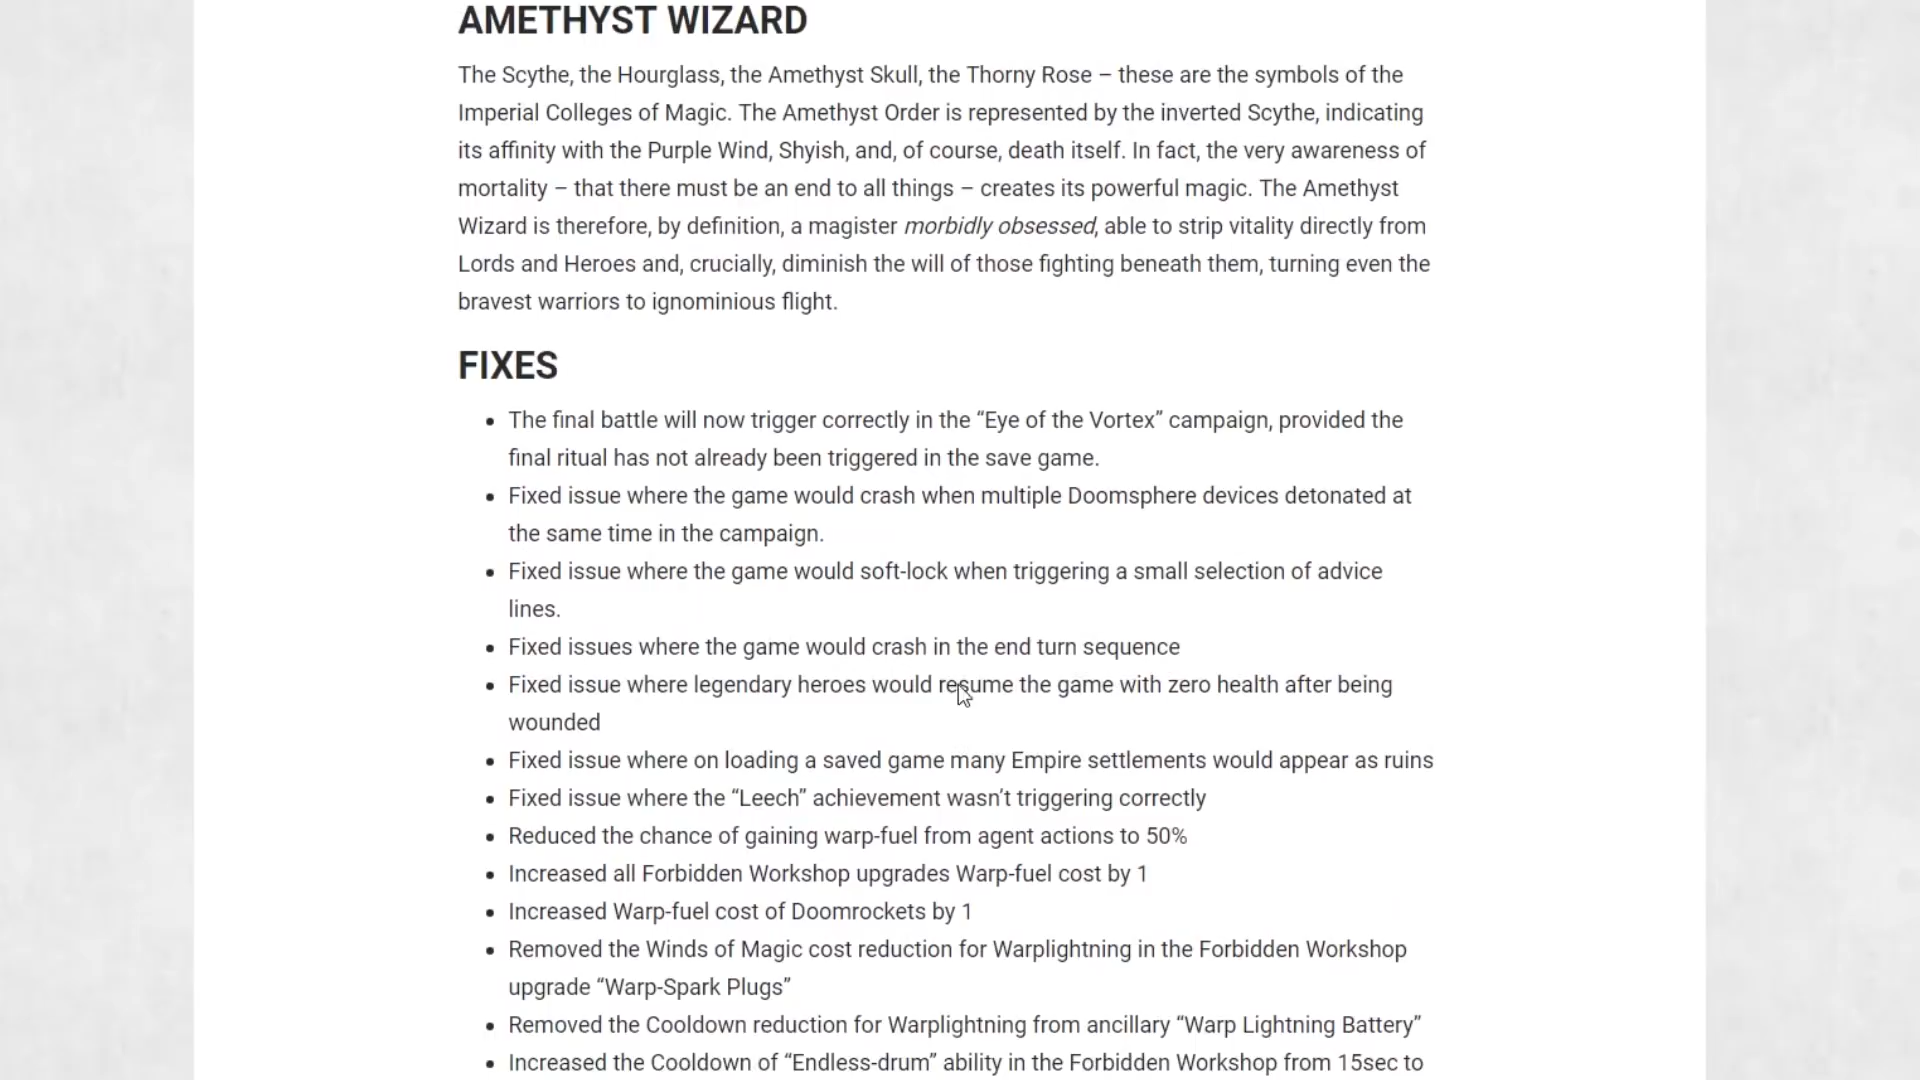 AMETHYST WIZARD
The Scythe, the Hourglass, the Amethyst Skull, the Thorny Rose – these are the symbols of the
Imperial Colleges of Magic. The Amethyst Order is represented by the inverted Scythe, indicating
its affinity with the Purple Wind, Shyish, and, of course, death itself. In fact, the very awareness of
mortality – that there must be an end to all things – creates its powerful magic. The Amethyst
Wizard is therefore, by definition, a magister morbidly obsessed, able to strip vitality directly from
Lords and Heroes and, crucially, diminish the will of those fighting beneath them, turning even the
bravest warriors to ignominious flight.
FIXES
• The final battle will now trigger correctly in the “Eye of the Vortex” campaign, provided the
final ritual has not already been triggered in the save game.
• Fixed issue where the game would crash when multiple Doomsphere devices detonated at
the same time in the campaign.
• Fixed issue where the game would soft-lock when triggering a small selection of advice
lines.
• Fixed issues where the game would crash in the end turn sequence
• Fixed issue where legendary heroes would resume the game with zero health after being
wounded
• Fixed issue where on loading a saved game many Empire settlements would appear as ruins
• Fixed issue where the “Leech” achievement wasn’t triggering correctly
• Reduced the chance of gaining warp-fuel from agent actions to 50%
• Increased all Forbidden Workshop upgrades Warp-fuel cost by 1
• Increased Warp-fuel cost of Doomrockets by 1
• Removed the Winds of Magic cost reduction for Warplightning in the Forbidden Workshop
upgrade “Warp-Spark Plugs”
• Removed the Cooldown reduction for Warplightning from ancillary “Warp Lightning Battery”
• Increased the Cooldown of “Endless-drum” ability in the Forbidden Workshop from 15sec to